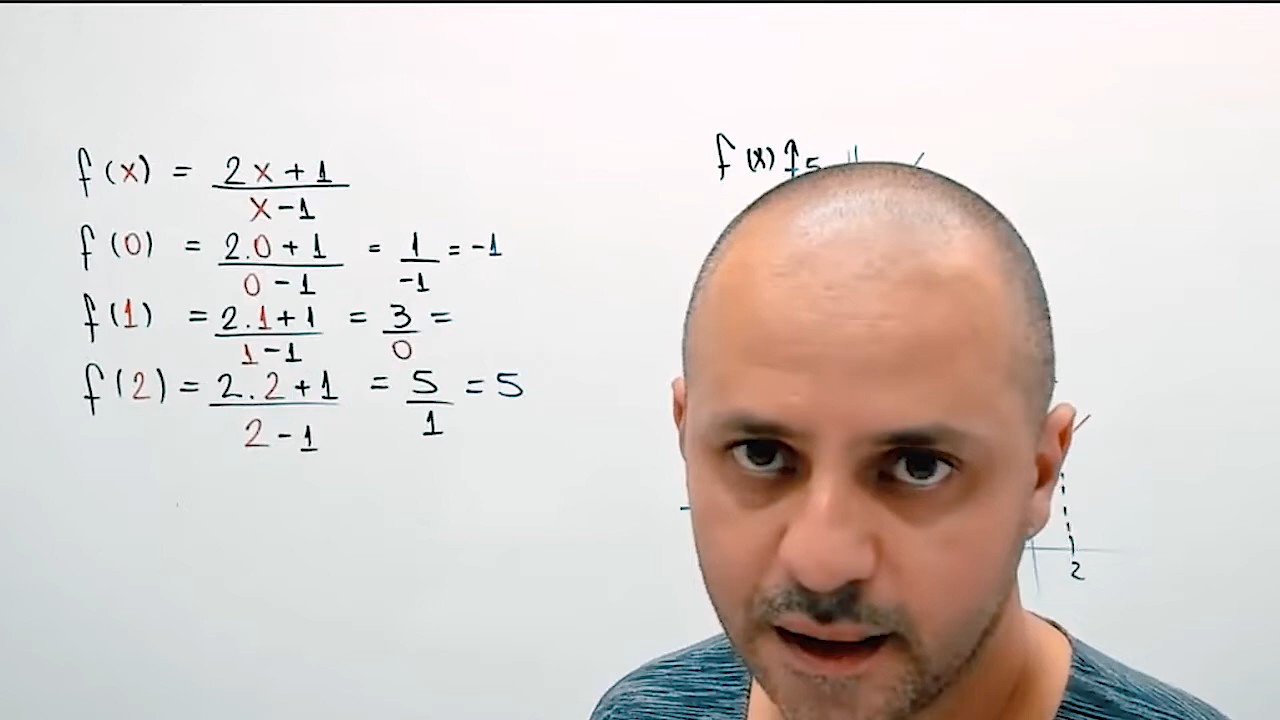 f(x) = (2x+1)/(x-1)
f(0) = (2.0+1)/(0-1) = 1/-1 = -1
f(1) = (2.1+1)/(1-1) = 3/0 =
f(2) = (2.2+1)/(2-1) = 5/1 = 5
f(x) 5
2